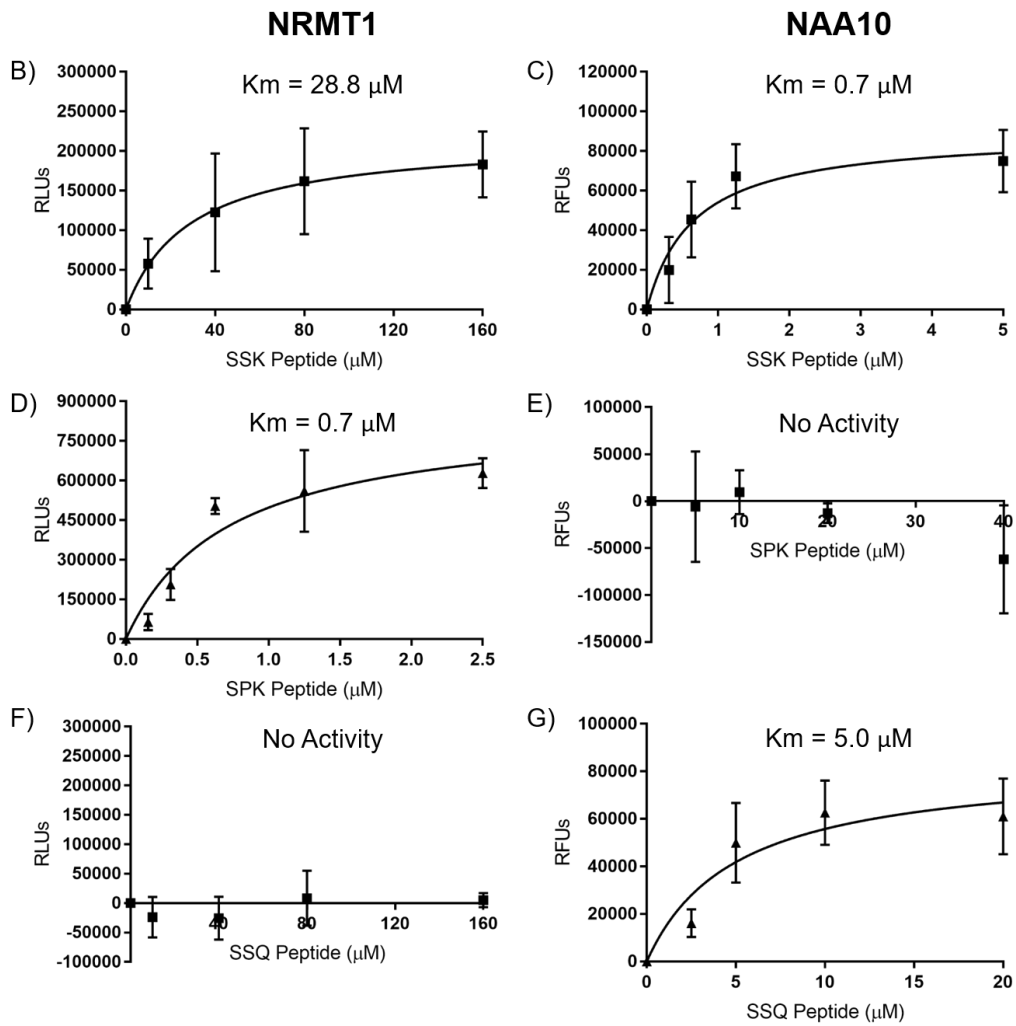 NRMT1
NAA10
B)
Km = 28.8 μM
RLUs
300000
250000
200000
150000
100000
50000
0
0 40 80 120 160
SSK Peptide (μM)
C)
Km = 0.7 μM
RFUs
120000
100000
80000
60000
40000
20000
0
0 1 2 3 4 5
SSK Peptide (μM)
D)
Km = 0.7 μM
RLUs
900000
750000
600000
450000
300000
150000
0
0.0 0.5 1.0 1.5 2.0 2.5
SPK Peptide (μM)
E)
No Activity
RFUs
100000
50000
0
-50000
-100000
-150000
10 20 30 40
SPK Peptide (μM)
F)
No Activity
RLUs
300000
250000
200000
150000
100000
50000
0
-50000
-100000
40 80 120 160
SSQ Peptide (μM)
G)
Km = 5.0 μM
RFUs
100000
80000
60000
40000
20000
0
0 5 10 15 20
SSQ Peptide (μM)